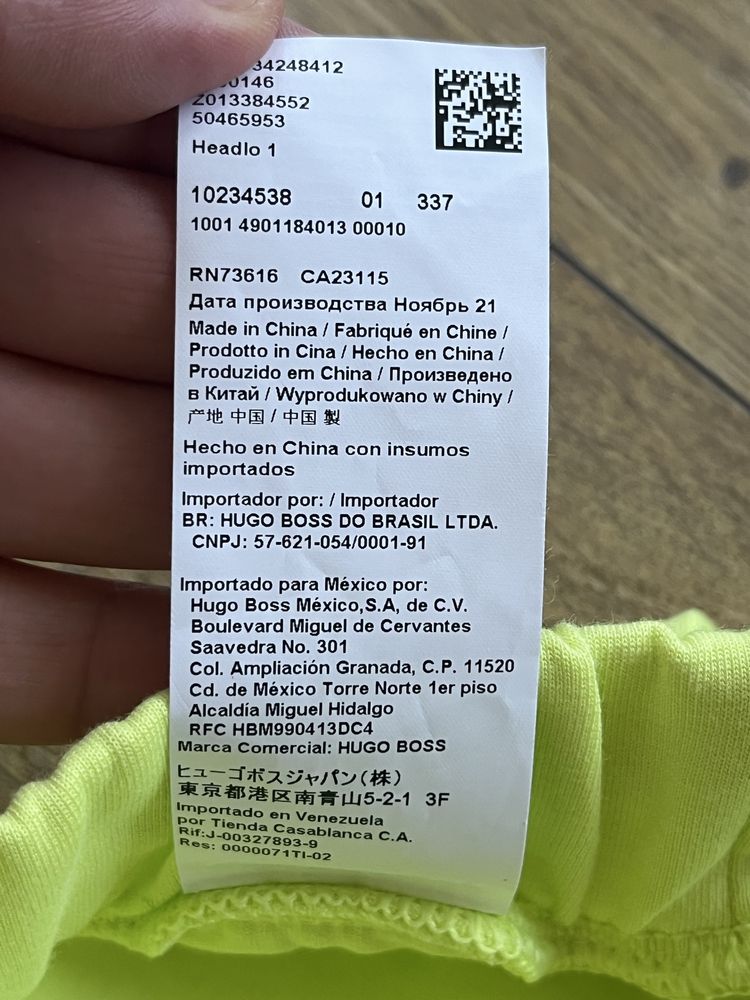 34248412
0146
Z013384552
50465953
Headlo 1
10234538 01 337
1001 4901184013 00010
RN73616 CA23115
Дата производства Ноябрь 21
Made in China / Fabriqué en Chine /
Prodotto in Cina / Hecho en China /
Produzido em China / Произведено
в Китай / Wyprodukowano w Chiny /
产地 中国 / 中国 製
Hecho en China con insumos
importados
Importador por: / Importador
BR: HUGO BOSS DO BRASIL LTDA.
CNPJ: 57-621-054/0001-91
Importado para México por:
Hugo Boss México,S.A, de C.V.
Boulevard Miguel de Cervantes
Saavedra No. 301
Col. Ampliación Granada, C.P. 11520
Cd. de México Torre Norte 1er piso
Alcaldía Miguel Hidalgo
RFC HBM990413DC4
Marca Comercial: HUGO BOSS
ヒューゴボスジャパン(株)
東京都港区南青山5-2-1 3F
Importado en Venezuela
por Tienda Casablanca C.A.
Rif:J-00327893-9
Res: 0000071TI-02